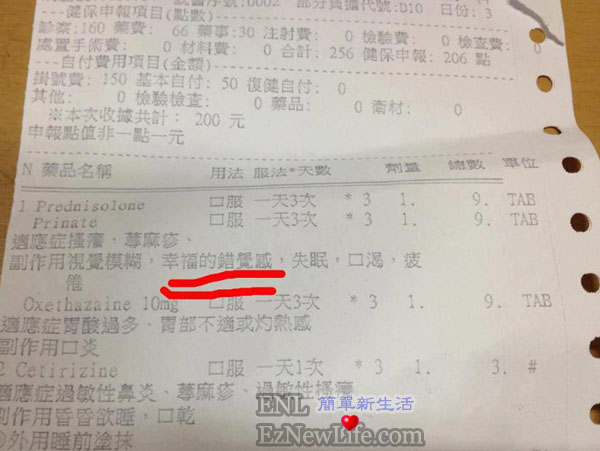 就醫序號:0002 部分負擔代號:D10 日份: 3
--健保申報項目(點數)
診察:160 藥費: 66 藥事:30 注射費: 0 檢驗費: 0 檢查費:
處置手術費: 0 材料費: 0 合計: 256 健保申報: 206 點
--自付費用項目(金額)
掛號費: 150 基本自付: 50 復健自付: 0
其他: 0 檢驗檢查: 0 藥品: 0 衛材: 0
※本次收據共計: 200 元
申報點值非一點一元
N 藥品名稱 用法 服法*天數 劑量 總數 單位
1 Prednisolone 口服 一天3次 * 3 1. 9. TAB
Prinate 口服 一天3次 * 3 1. 9. TAB
適應症搔癢, 蕁麻疹、
副作用視覺模糊, 幸福的錯覺感, 失眠, 口渴, 疲
倦
Oxethazaine 10mg 口服 一天3次 * 3 1. 9. TAB
適應症胃酸過多、胃部不適或灼熱感
副作用口炎
2 Cetirizine 口服 一天1次 * 3 1. 3. #
適應症過敏性鼻炎、蕁麻疹、過敏性搔癢
副作用昏昏欲睡, 口乾
外用睡前塗抹
ENL 簡單新生活
EzNewLife.com